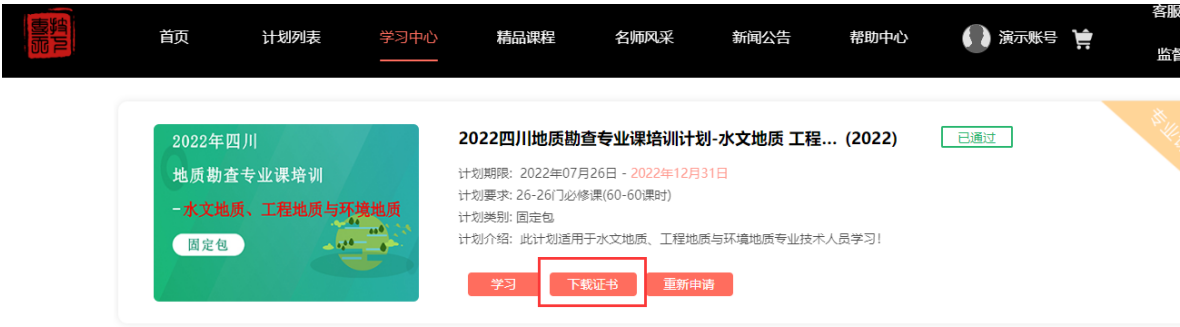 首页 计划列表 学习中心 精品课程 名师风采 新闻公告 帮助中心 演示账号
客服
监督
2022年四川
地质勘查专业课培训
-水文地质、工程地质与环境地质
固定包
2022四川地质勘查专业课培训计划-水文地质 工程... (2022)
已通过
计划期限: 2022年07月26日 - 2022年12月31日
计划要求: 26-26门必修课(60-60课时)
计划类别: 固定包
计划介绍: 此计划适用于水文地质、工程地质与环境地质专业技术人员学习!
学习 下载证书 重新申请
专业